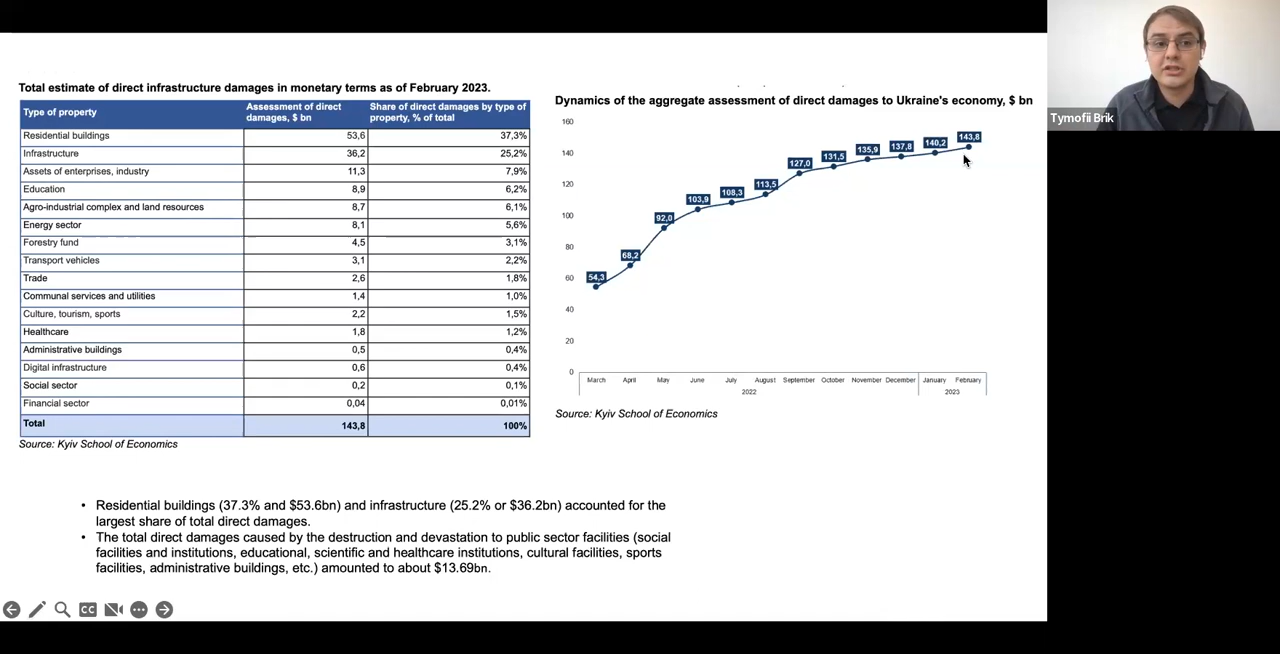 Total estimate of direct infrastructure damages in monetary terms as of February 2023.
Type of property Assessment of direct damages, $ bn Share of direct damages by type of property, % of total
Residential buildings 53,6 37,3%
Infrastructure 36,2 25,2%
Assets of enterprises, industry 11,3 7,9%
Education 8,9 6,2%
Agro-industrial complex and land resources 8,7 6,1%
Energy sector 8,1 5,6%
Forestry fund 4,5 3,1%
Transport vehicles 3,1 2,2%
Trade 2,6 1,8%
Communal services and utilities 1,4 1,0%
Culture, tourism, sports 2,2 1,5%
Healthcare 1,8 1,2%
Administrative buildings 0,5 0,4%
Digital infrastructure 0,6 0,4%
Social sector 0,2 0,1%
Financial sector 0,04 0,01%
Total 143,8 100%
Source: Kyiv School of Economics
Dynamics of the aggregate assessment of direct damages to Ukraine's economy, $ bn
160
140
120
100
80
60
40
20
0
54,3 68,2 92,0 103,9 108,3 113,5 127,0 131,5 135,9 137,8 140,2 143,8
March April May June July August September October November December January February
2022 2023
Source: Kyiv School of Economics
• Residential buildings (37.3% and $53.6bn) and infrastructure (25.2% or $36.2bn) accounted for the
largest share of total direct damages.
• The total direct damages caused by the destruction and devastation to public sector facilities (social
facilities and institutions, educational, scientific and healthcare institutions, cultural facilities, sports
facilities, administrative buildings, etc.) amounted to about $13.69bn.
CC
Tymofii Brik